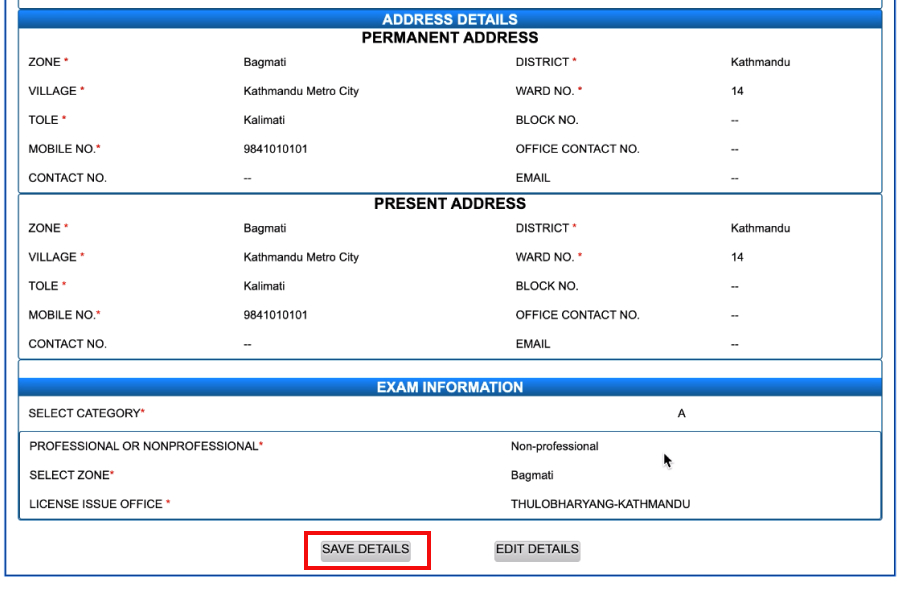 ADDRESS DETAILS
PERMANENT ADDRESS
ZONE * Bagmati DISTRICT * Kathmandu
VILLAGE * Kathmandu Metro City WARD NO. * 14
TOLE * Kalimati BLOCK NO. --
MOBILE NO.* 9841010101 OFFICE CONTACT NO. --
CONTACT NO. -- EMAIL --
PRESENT ADDRESS
ZONE * Bagmati DISTRICT * Kathmandu
VILLAGE * Kathmandu Metro City WARD NO. * 14
TOLE * Kalimati BLOCK NO. --
MOBILE NO.* 9841010101 OFFICE CONTACT NO. --
CONTACT NO. -- EMAIL --
EXAM INFORMATION
SELECT CATEGORY* A
PROFESSIONAL OR NONPROFESSIONAL* Non-professional
SELECT ZONE* Bagmati
LICENSE ISSUE OFFICE * THULOBHARYANG-KATHMANDU
SAVE DETAILS EDIT DETAILS